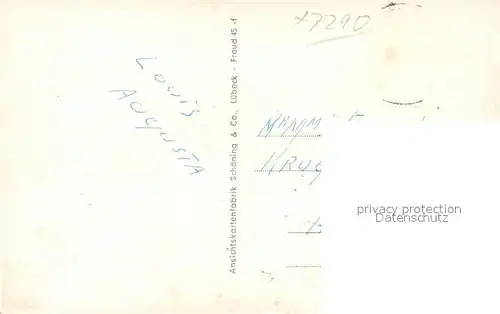 +7290
Louis
Augusta
Ansichtskartenfabrik Schöning & Co., Lübeck · Freud 45 -f
privacy protection
Datenschutz